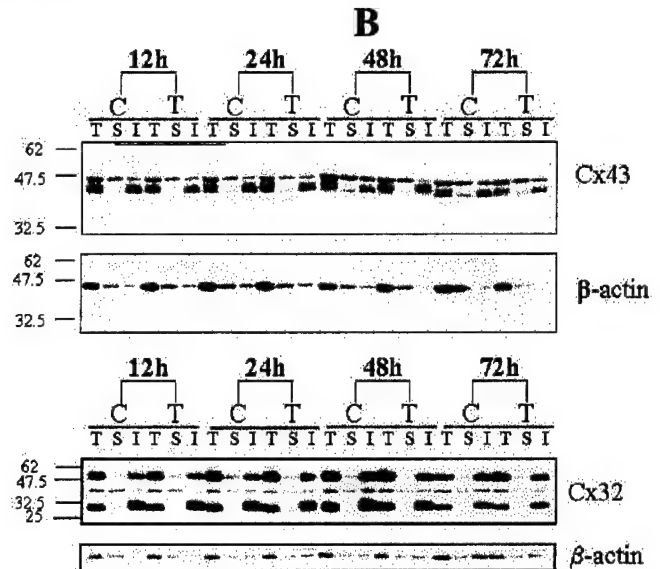 B
12h 24h 48h 72h
C T C T C T C T
T S I T S I T S I T S I T S I T S I T S I T S I
62
47.5
32.5
Cx43
62
47.5
32.5
β-actin
12h 24h 48h 72h
C T C T C T C T
T S I T S I T S I T S I T S I T S I T S I T S I
62
47.5
32.5
25
Cx32
β-actin